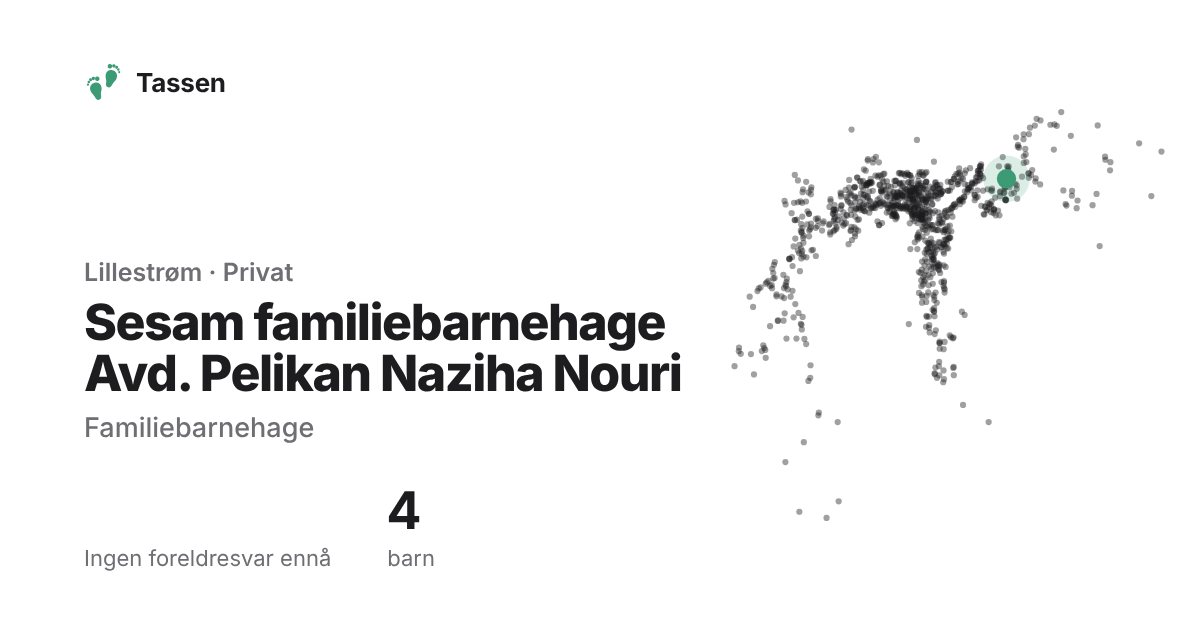 Tassen
Lillestrøm · Privat
Sesam familiebarnehage
Avd. Pelikan Naziha Nouri
Familiebarnehage
4
Ingen foreldresvar ennå
barn